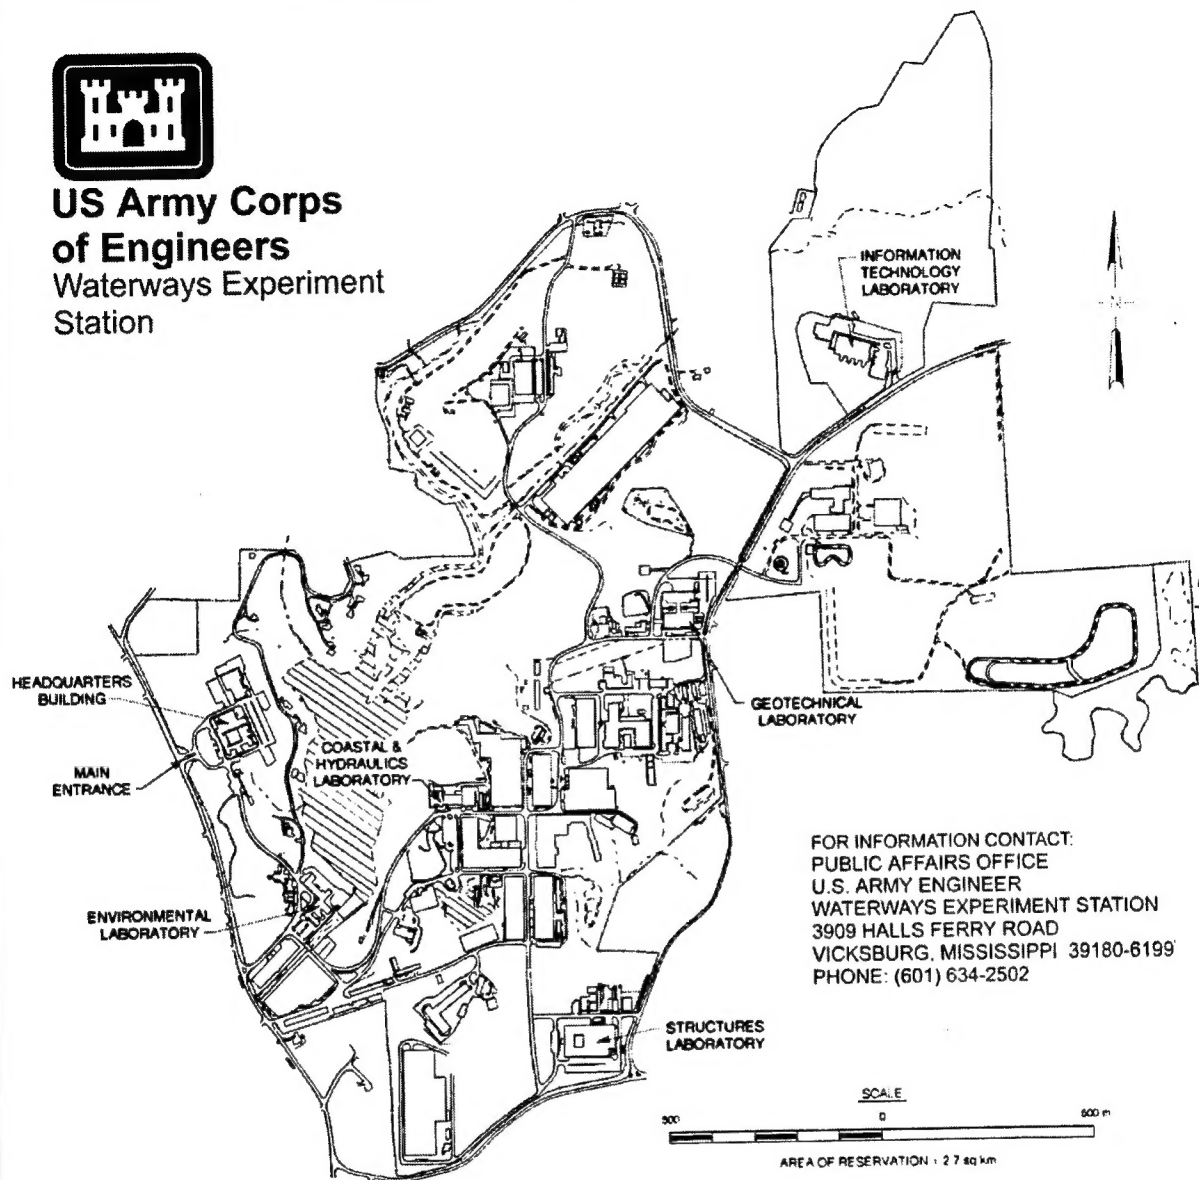 US Army Corps
of Engineers
Waterways Experiment
Station
INFORMATION
TECHNOLOGY
LABORATORY
N
HEADQUARTERS
BUILDING
MAIN
ENTRANCE
COASTAL &
HYDRAULICS
LABORATORY
GEOTECHNICAL
LABORATORY
ENVIRONMENTAL
LABORATORY
STRUCTURES
LABORATORY
FOR INFORMATION CONTACT:
PUBLIC AFFAIRS OFFICE
U.S. ARMY ENGINEER
WATERWAYS EXPERIMENT STATION
3909 HALLS FERRY ROAD
VICKSBURG, MISSISSIPPI 39180-6199
PHONE: (601) 634-2502
SCALE
500 0 500 m
AREA OF RESERVATION : 2.7 sq km